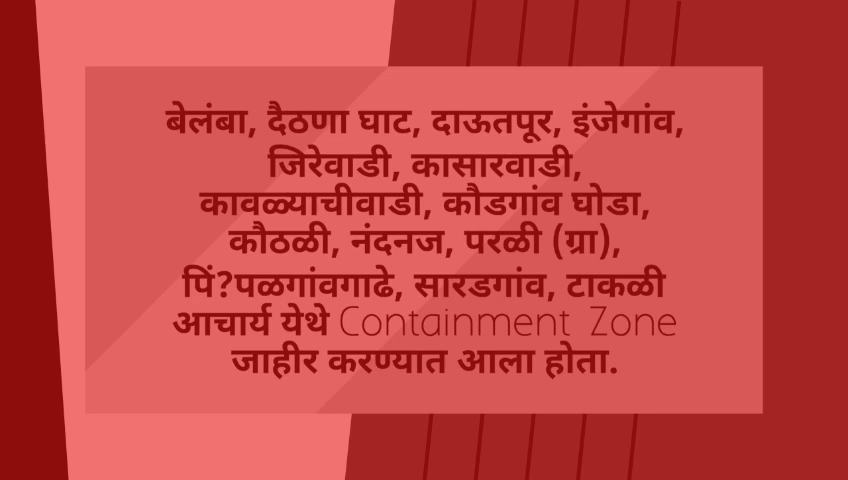 बेलंबा, दैठणा घाट, दाऊतपूर, इंजेगांव,
जिरेवाडी, कासारवाडी,
कावळ्याचीवाडी, कौडगांव घोडा,
कौठळी, नंदनज, परळी (ग्रा),
पिं?पळगांवगाढे, सारडगांव, टाकळी
आचार्य येथे Containment Zone
जाहीर करण्यात आला होता.